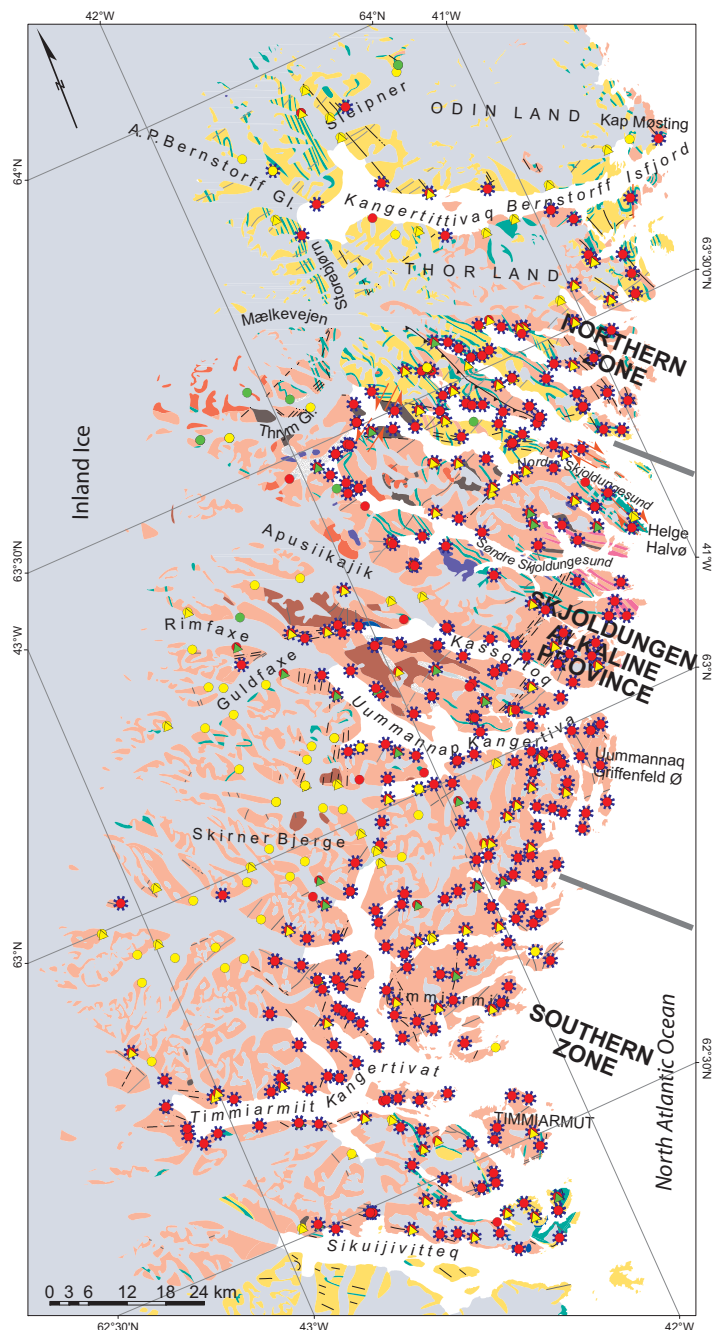 42°W
64°N
41°W
N
Sleipner
ODIN LAND
Kap Møsting
A.P. Bernstorff Gl.
64°N
Kangertittivaq Bernstorff Isfjord
63°30'0"N
Storebjørn
THOR LAND
Mælkevejen
NORTHERN
ZONE
Thrym Gl.
Inland Ice
Nordre Skjoldungesund
Helge
Halvø
41°W
Apusiikajik
Søndre Skjoldungesund
63°30'N
43°W
Rimfaxe
Guldfaxe
Kassortoq
SKJOLDUNGEN
ALKALINE
PROVINCE
63°N
Uummannap Kangertiva
Uummannaq
Griffenfeld Ø
Skirner Bjerge
63°N
Timmiarmiit
SOUTHERN
ZONE
North Atlantic Ocean
62°30'N
Timmiarmiit Kangertivat
TIMMIARMUT
Sikuijivitteq
0 3 6 12 18 24 km
62°30'N
43°W
42°W